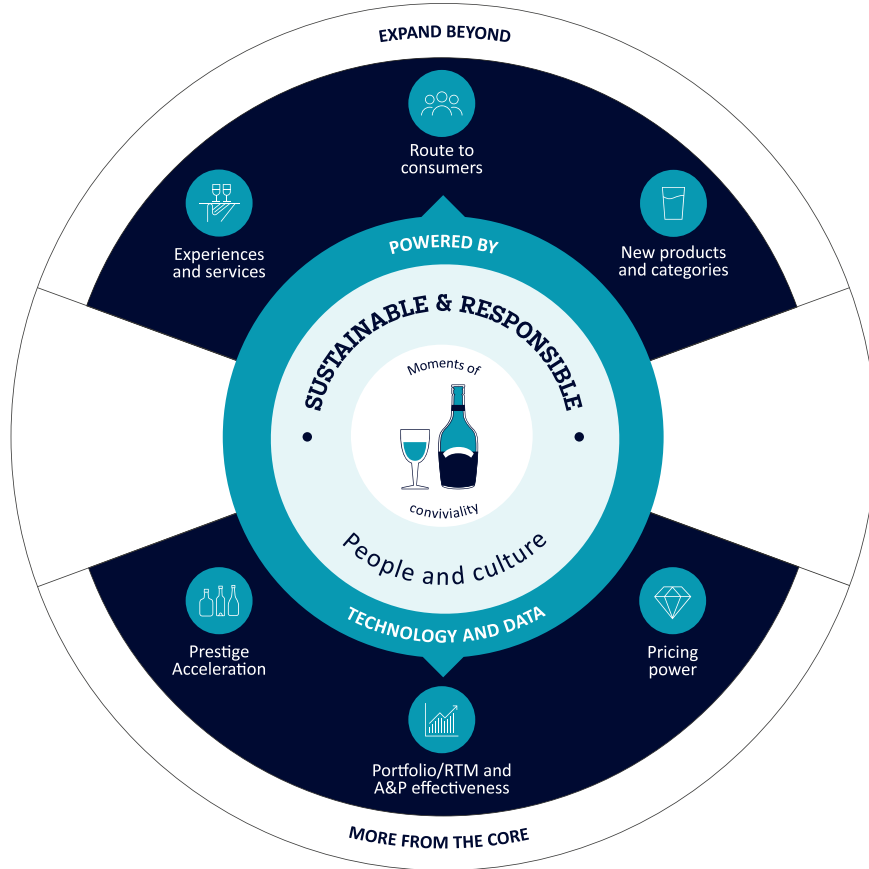 EXPAND BEYOND
Route to
consumers
Experiences
and services
New products
and categories
POWERED BY
SUSTAINABLE & RESPONSIBLE
Moments of
conviviality
People and culture
TECHNOLOGY AND DATA
Prestige
Acceleration
Pricing
power
Portfolio/RTM and
A&P effectiveness
MORE FROM THE CORE